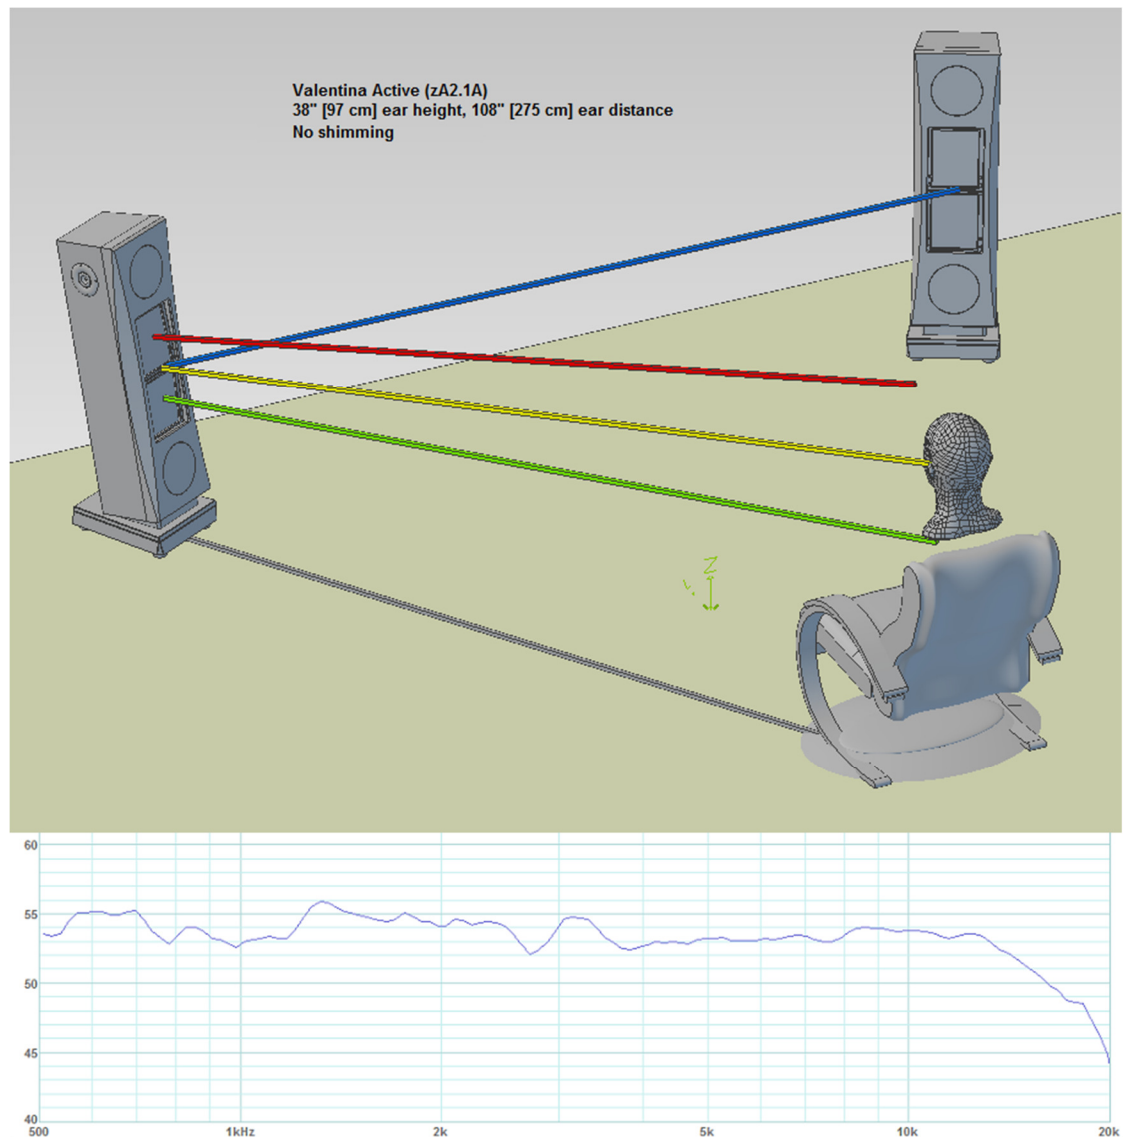 Valentina Active (zA2.1A)
38" [97 cm] ear height, 108" [275 cm] ear distance
No shimming
Z
60
55
50
45
40
500 1kHz 2k 5k 10k 20k